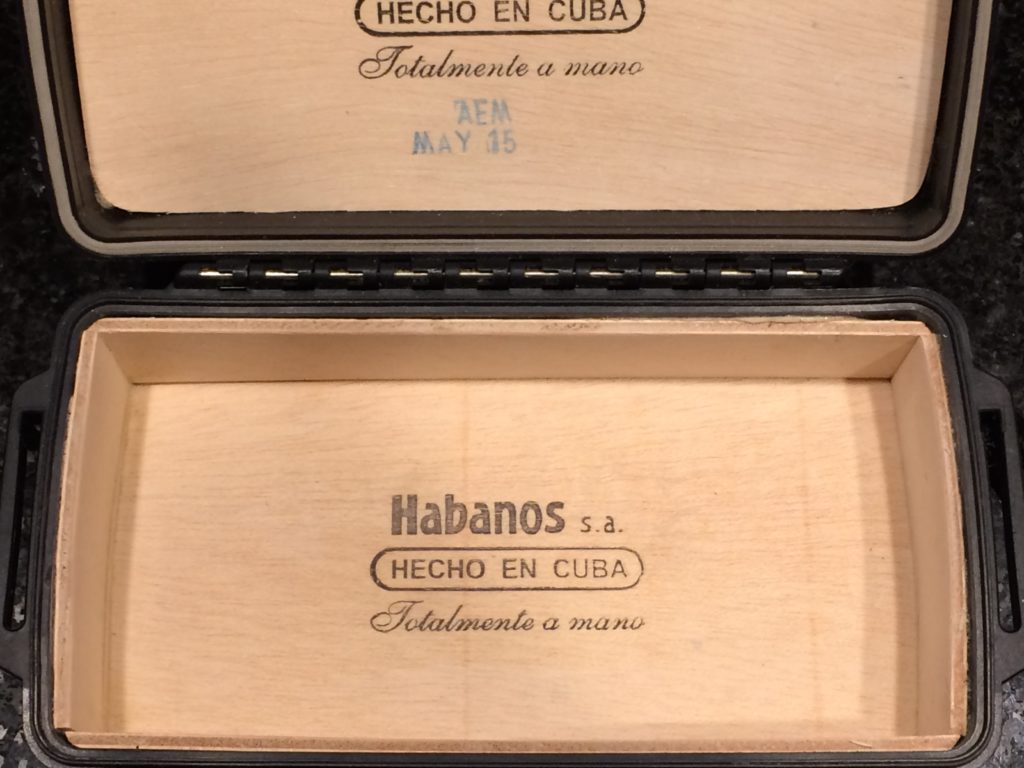 HECHO EN CUBA
Totalmente a mano
AEM
MAY 15
Habanos s.a.
HECHO EN CUBA
Totalmente a mano